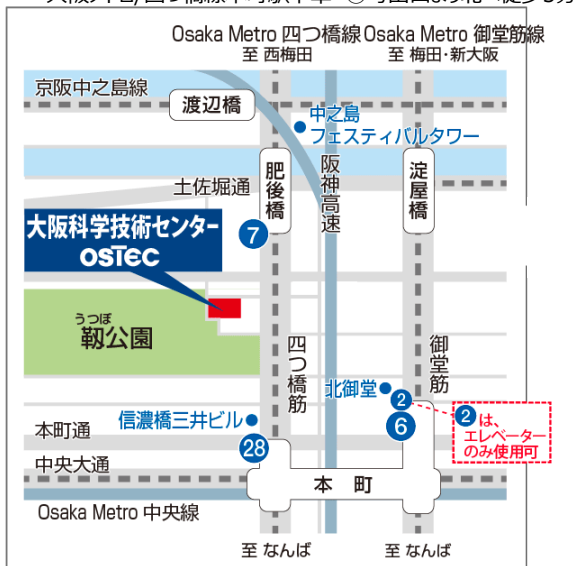 Osaka Metro 四つ橋線
至 西梅田
Osaka Metro 御堂筋線
至 梅田・新大阪
京阪中之島線
渡辺橋
中之島
フェスティバルタワー
肥後橋
阪神高速
淀屋橋
土佐堀通
大阪科学技術センター
OSTEC
7
うつぼ
靱公園
四つ橋筋
御堂筋
北御堂
2
6
2 は、
エレベーター
のみ使用可
信濃橋三井ビル
本町通
28
中央大通
本町
Osaka Metro 中央線
至 なんば
至 なんば